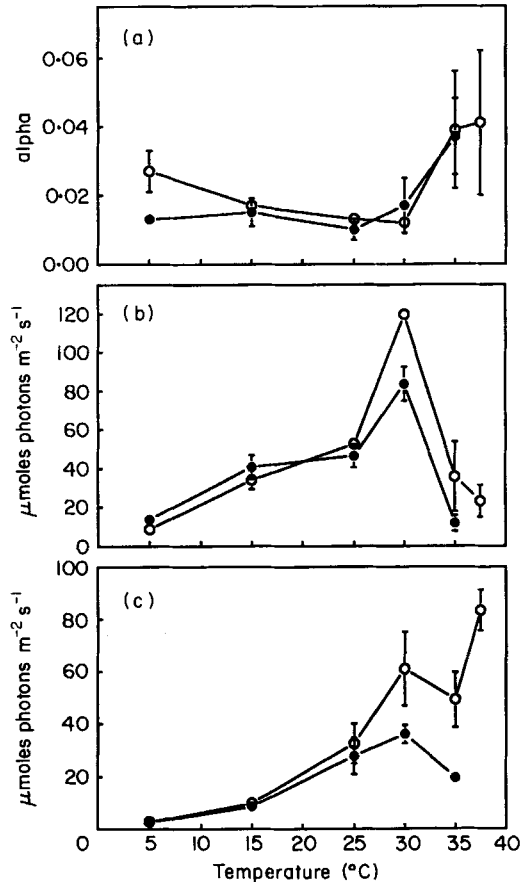 (a)
0·06
0·04
0·02
0·00
alpha
(b)
120
100
80
60
40
20
0
μmoles photons m⁻² s⁻¹
(c)
100
80
60
40
20
0
μmoles photons m⁻² s⁻¹
0 5 10 15 20 25 30 35 40
Temperature (°C)